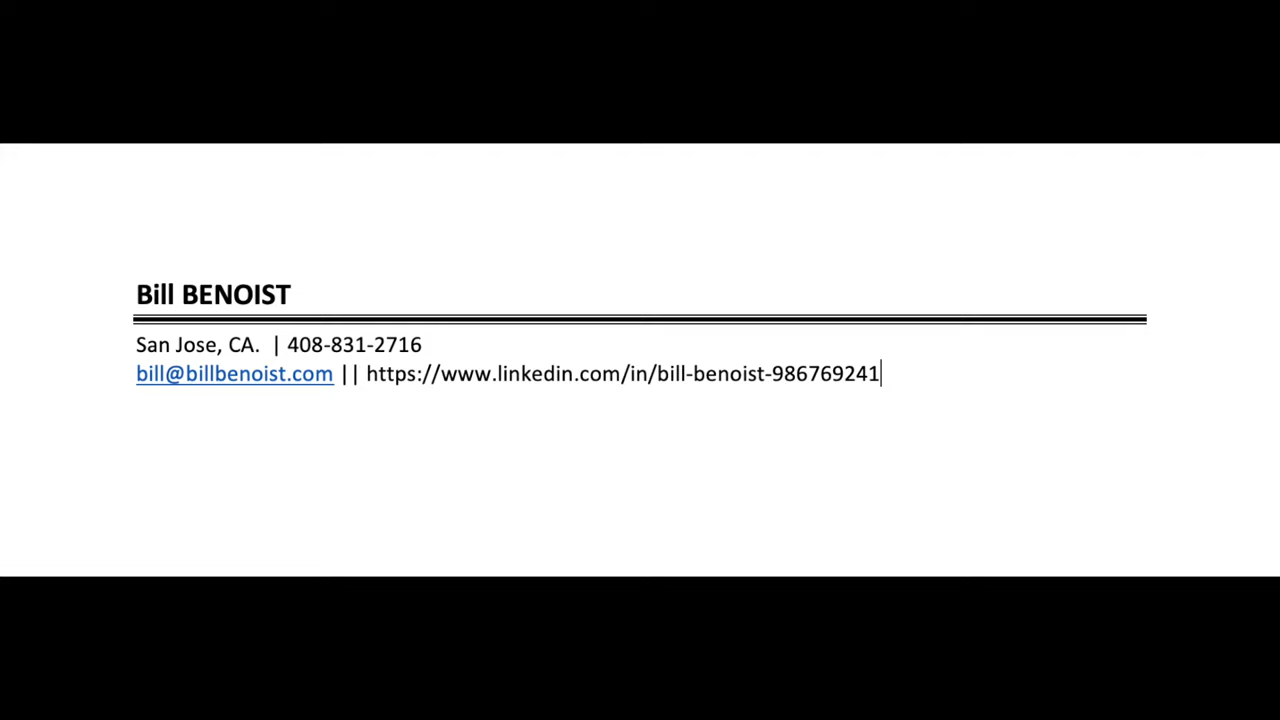 Bill BENOIST
San Jose, CA.  | 408-831-2716
bill@billbenoist.com || https://www.linkedin.com/in/bill-benoist-986769241